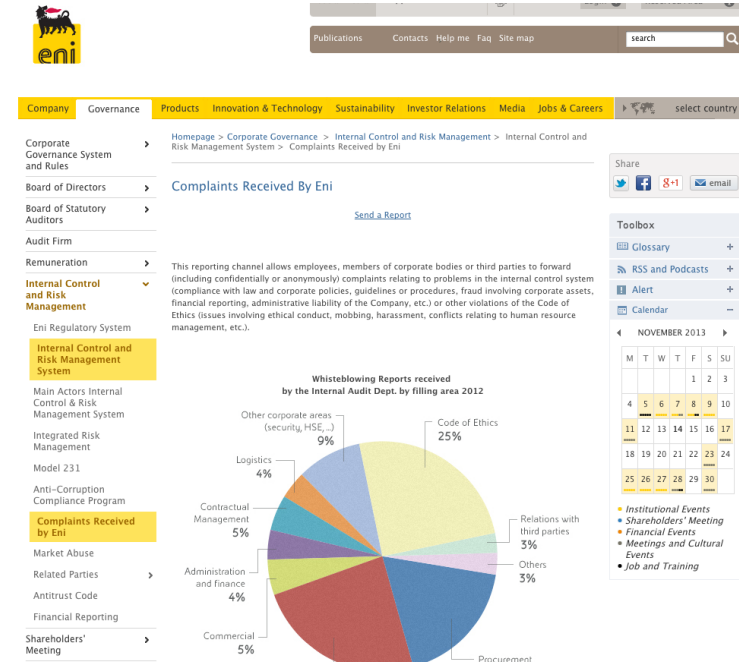 eni
Publications Contacts Help me Faq Site map
search
Company Governance Products Innovation & Technology Sustainability Investor Relations Media Jobs & Careers select country
Corporate
Governance System
and Rules
Board of Directors
Board of Statutory
Auditors
Audit Firm
Remuneration
Internal Control
and Risk
Management
Eni Regulatory System
Internal Control and
Risk Management
System
Main Actors Internal
Control & Risk
Management System
Integrated Risk
Management
Model 231
Anti-Corruption
Compliance Program
Complaints Received
by Eni
Market Abuse
Related Parties
Antitrust Code
Financial Reporting
Shareholders'
Meeting
Homepage > Corporate Governance > Internal Control and Risk Management > Internal Control and
Risk Management System > Complaints Received by Eni
Complaints Received By Eni
Send a Report
This reporting channel allows employees, members of corporate bodies or third parties to forward
(including confidentially or anonymously) complaints relating to problems in the internal control system
(compliance with law and corporate policies, guidelines or procedures, fraud involving corporate assets,
financial reporting, administrative liability of the Company, etc.) or other violations of the Code of
Ethics (issues involving ethical conduct, mobbing, harassment, conflicts relating to human resource
management, etc.).
Whisteblowing Reports received
by the Internal Audit Dept. by filling area 2012
Other corporate areas
(security, HSE, ...)
9%
Code of Ethics
25%
Logistics
4%
Contractual
Management
5%
Relations with
third parties
3%
Administration
and finance
4%
Others
3%
Commercial
5%
Procurement
Share
g+1 email
Toolbox
Glossary +
RSS and Podcasts +
Alert +
Calendar −
NOVEMBER 2013
M T W T F S SU
1 2 3
4 5 6 7 8 9 10
11 12 13 14 15 16 17
18 19 20 21 22 23 24
25 26 27 28 29 30
Institutional Events
Shareholders' Meeting
Financial Events
Meetings and Cultural
Events
Job and Training